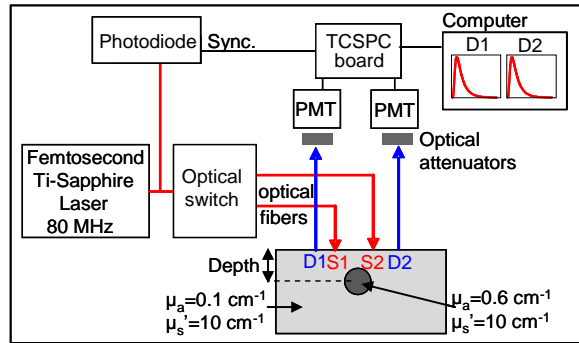 Computer
Photodiode
Sync.
TCSPC
board
D1
D2
PMT
PMT
Optical
attenuators
Femtosecond
Ti-Sapphire
Laser
80 MHz
Optical
switch
optical
fibers
Depth
D1 S1 S2 D2
μa=0.1 cm-1
μs'=10 cm-1
μa=0.6 cm-1
μs'=10 cm-1